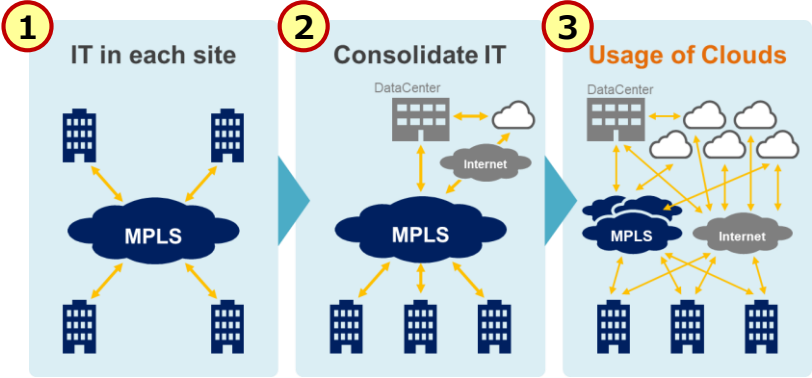 1
IT in each site
MPLS
2
Consolidate IT
DataCenter
Internet
MPLS
3
Usage of Clouds
DataCenter
MPLS
Internet